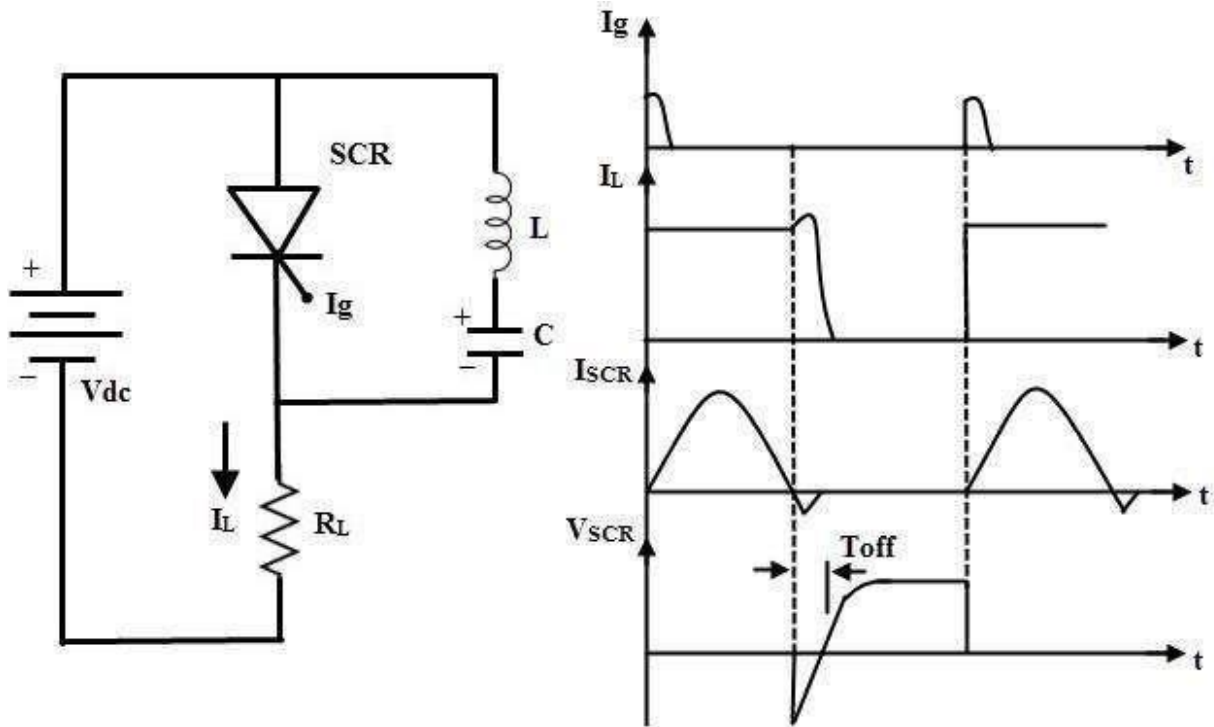 SCR
L
Ig
+
+
C
−
−
Vdc
IL
RL
Ig
t
IL
t
ISCR
t
VSCR
Toff
t